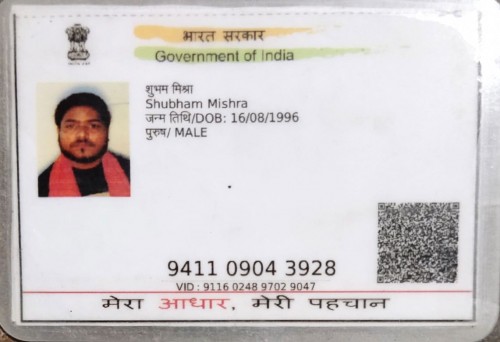 भारत सरकार
Government of India
शुभम मिश्रा
Shubham Mishra
जन्म तिथि/DOB: 16/08/1996
पुरुष/ MALE
9411 0904 3928
VID : 9116 0248 9702 9047
मेरा आधार, मेरी पहचान